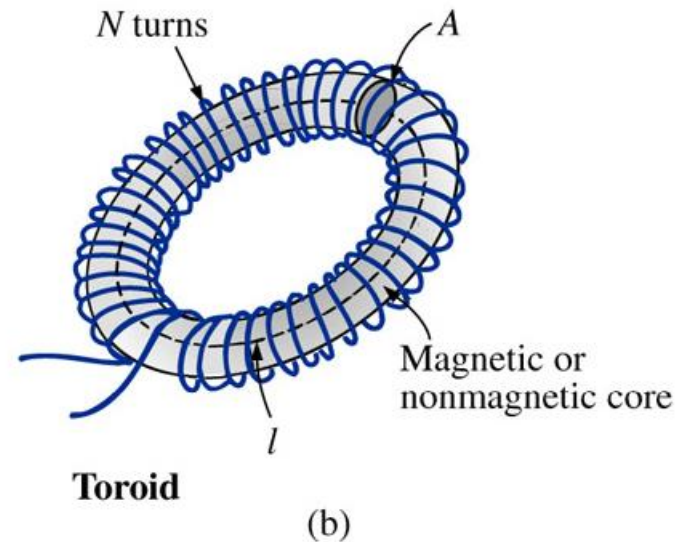 N turns
A
Magnetic or
nonmagnetic core
l
Toroid
(b)